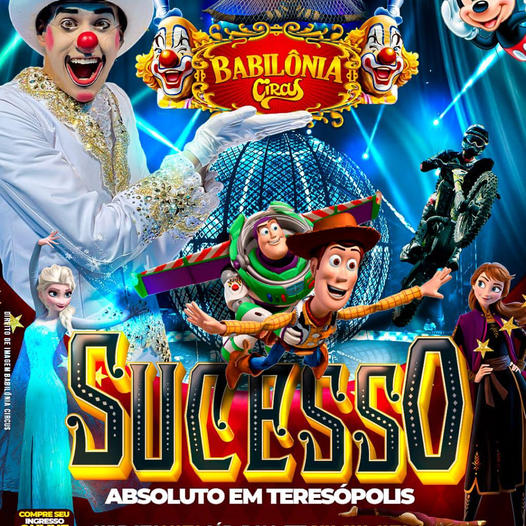 BABILÔNIA
CIRCUS
DIREITO DE IMAGEM BABILÔNIA CIRCUS
SUCESSO
ABSOLUTO EM TERESÓPOLIS
COMPRE SEU
INGRESSO